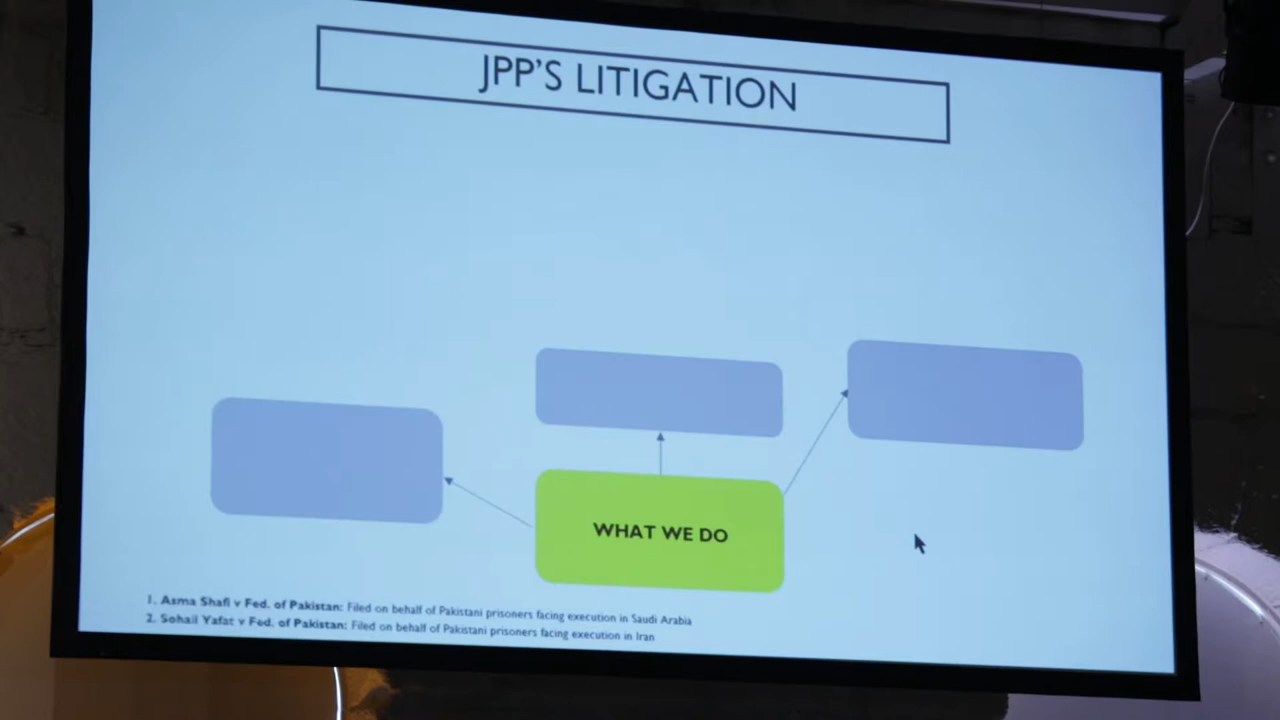 JPP'S LITIGATION
WHAT WE DO
1. Asma Shafi v Fed. of Pakistan: Filed on behalf of Pakistani prisoners facing execution in Saudi Arabia
2. Sohail Yafat v Fed. of Pakistan: Filed on behalf of Pakistani prisoners facing execution in Iran